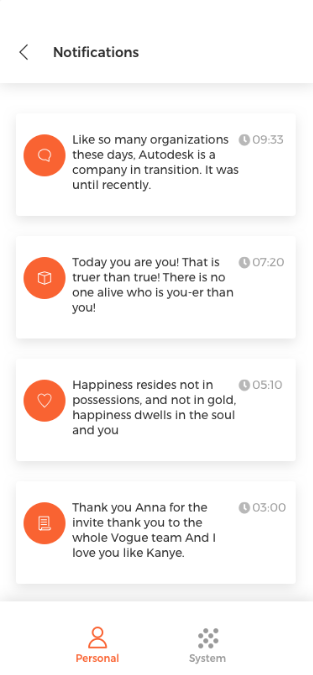 Notifications
Like so many organizations
these days, Autodesk is a
company in transition. It was
until recently.
09:33
Today you are you! That is
truer than true! There is no
one alive who is you-er than
you!
07:20
Happiness resides not in
possessions, and not in gold,
happiness dwells in the soul
and you
05:10
Thank you Anna for the
invite thank you to the
whole Vogue team And I
love you like Kanye.
03:00
Personal
System